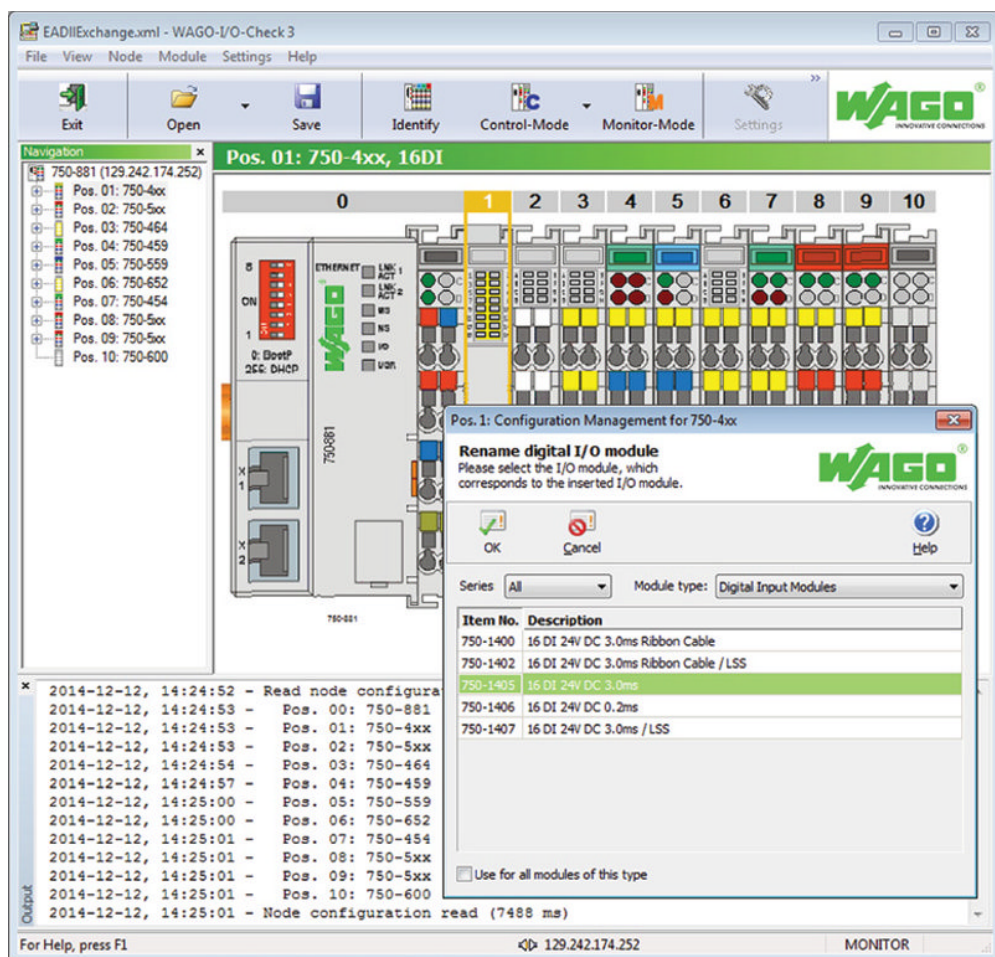 EADIIExchange.xml - WAGO-I/O-Check 3
File View Node Module Settings Help
Exit Open Save Identify Control-Mode Monitor-Mode Settings »
WAGO®
INNOVATIVE CONNECTIONS
Navigation ×
750-881 (129.242.174.252)
Pos. 01: 750-4xx
Pos. 02: 750-5xx
Pos. 03: 750-464
Pos. 04: 750-459
Pos. 05: 750-559
Pos. 06: 750-652
Pos. 07: 750-454
Pos. 08: 750-5xx
Pos. 09: 750-5xx
Pos. 10: 750-600
Pos. 01: 750-4xx, 16DI
0 1 2 3 4 5 6 7 8 9 10
8
ON
1
0: BootP
255: DHCP
ETHERNET
LNK ACT 1
LNK ACT 2
MS
NS
I/O
USR
WAGO
750-881
X
1
X
2
750-881
Pos. 1: Configuration Management for 750-4xx
Rename digital I/O module
Please select the I/O module, which
corresponds to the inserted I/O module.
WAGO®
INNOVATIVE CONNECTIONS
OK Cancel Help
Series All Module type: Digital Input Modules
Item No. Description
750-1400 16 DI 24V DC 3.0ms Ribbon Cable
750-1402 16 DI 24V DC 3.0ms Ribbon Cable / LSS
750-1405 16 DI 24V DC 3.0ms
750-1406 16 DI 24V DC 0.2ms
750-1407 16 DI 24V DC 3.0ms / LSS
Use for all modules of this type
2014-12-12, 14:24:52 - Read node configura
2014-12-12, 14:24:53 - Pos. 00: 750-881
2014-12-12, 14:24:53 - Pos. 01: 750-4xx
2014-12-12, 14:24:53 - Pos. 02: 750-5xx
2014-12-12, 14:24:54 - Pos. 03: 750-464
2014-12-12, 14:24:57 - Pos. 04: 750-459
2014-12-12, 14:25:00 - Pos. 05: 750-559
2014-12-12, 14:25:00 - Pos. 06: 750-652
2014-12-12, 14:25:01 - Pos. 07: 750-454
2014-12-12, 14:25:01 - Pos. 08: 750-5xx
2014-12-12, 14:25:01 - Pos. 09: 750-5xx
2014-12-12, 14:25:01 - Pos. 10: 750-600
2014-12-12, 14:25:01 - Node configuration read (7488 ms)
Output
For Help, press F1 129.242.174.252 MONITOR